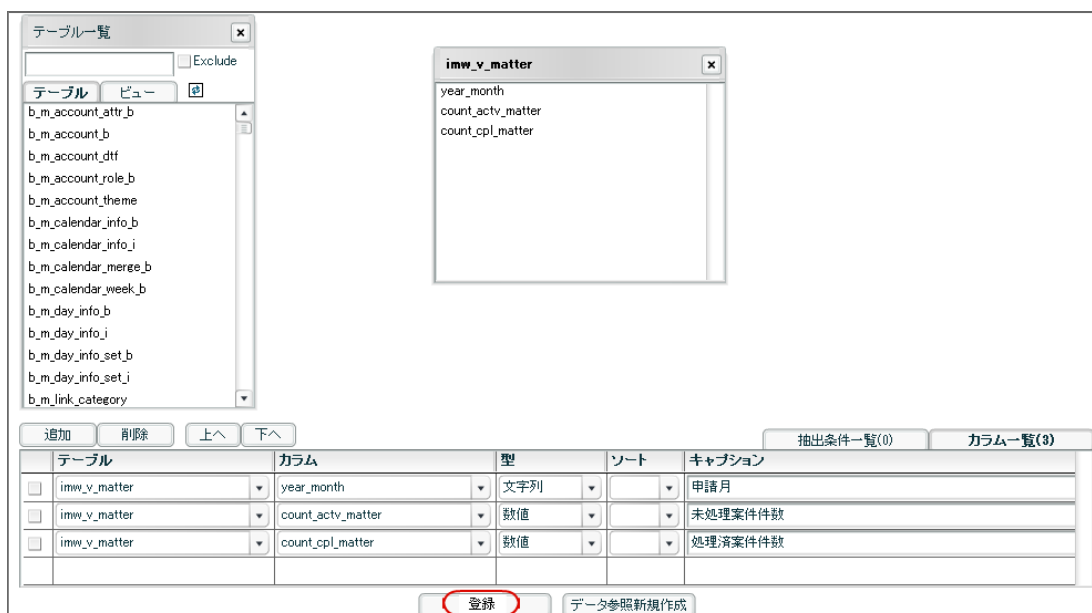 テーブル一覧
Exclude
テーブル ビュー
b_m_account_attr_b
b_m_account_b
b_m_account_dtf
b_m_account_role_b
b_m_account_theme
b_m_calendar_info_b
b_m_calendar_info_i
b_m_calendar_merge_b
b_m_calendar_week_b
b_m_day_info_b
b_m_day_info_i
b_m_day_info_set_b
b_m_day_info_set_i
b_m_link_category
imw_v_matter
year_month
count_actv_matter
count_cpl_matter
追加 削除 上へ 下へ
抽出条件一覧(0) カラム一覧(3)
テーブル カラム 型 ソート キャプション
imw_v_matter year_month 文字列 申請月
imw_v_matter count_actv_matter 数値 未処理案件件数
imw_v_matter count_cpl_matter 数値 処理済案件件数
登録 データ参照新規作成